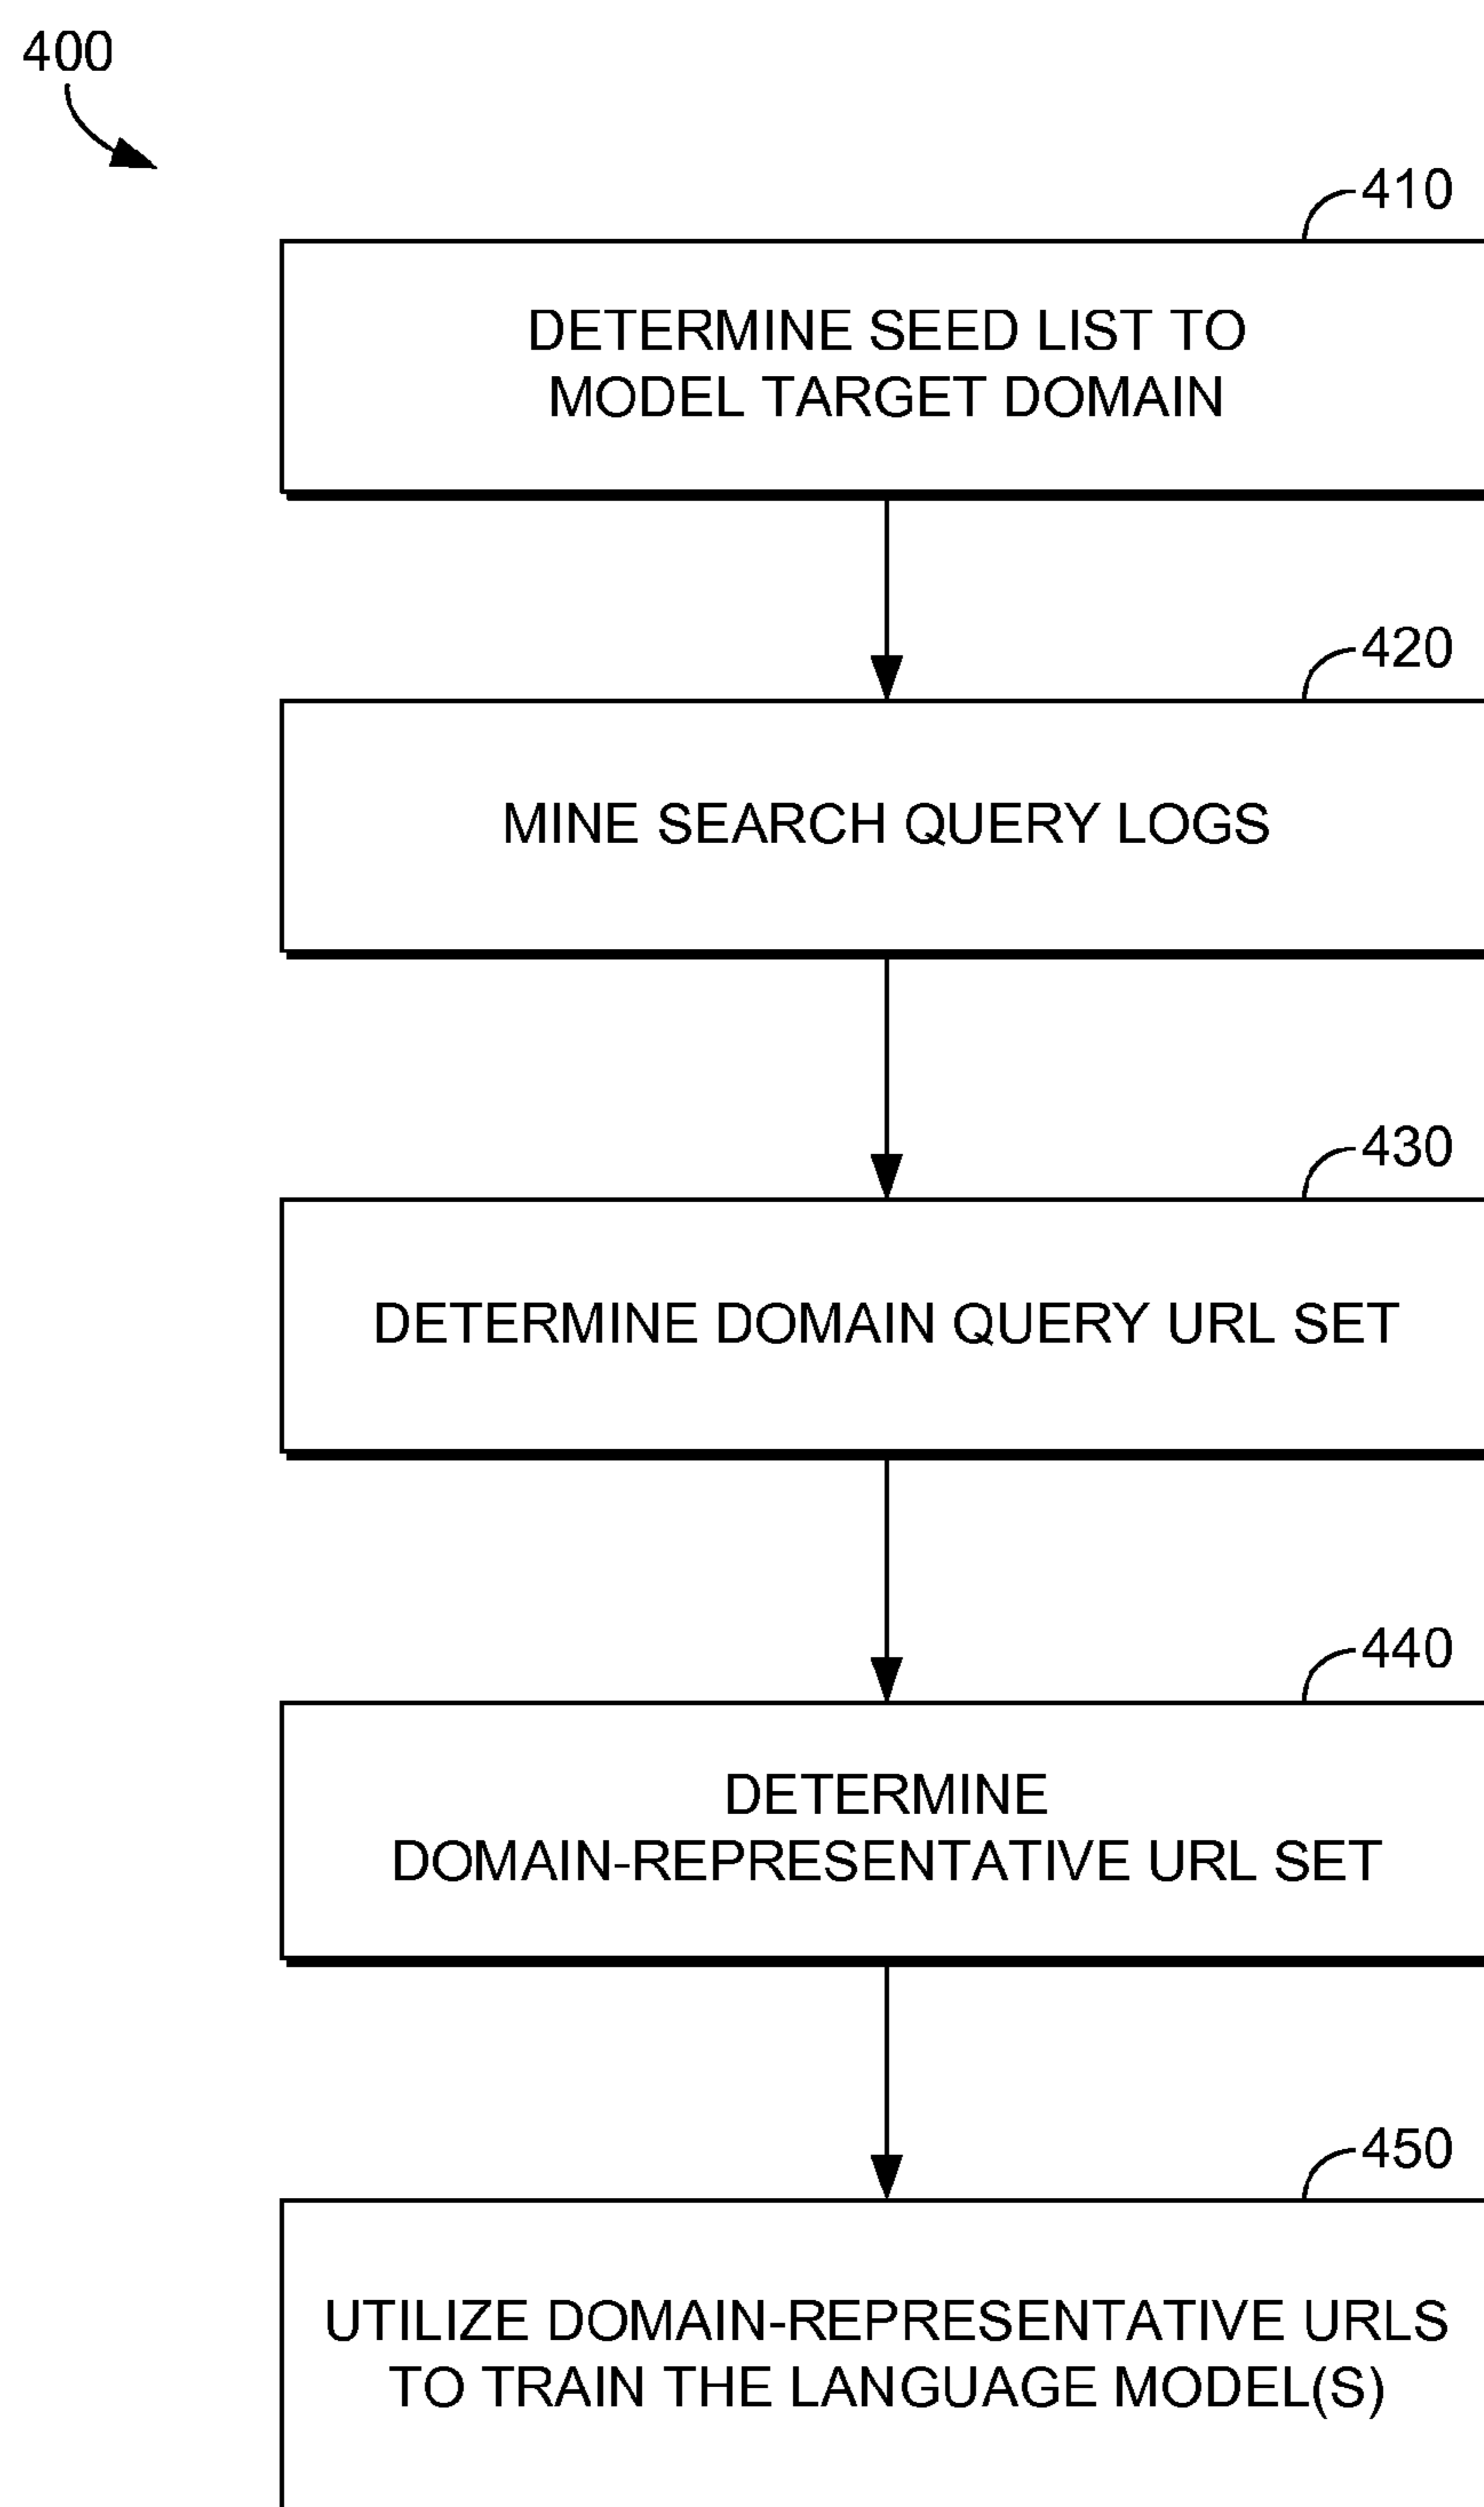 400
410
DETERMINE SEED LIST TO
MODEL TARGET DOMAIN
420
MINE SEARCH QUERY LOGS
430
DETERMINE DOMAIN QUERY URL SET
440
DETERMINE
DOMAIN-REPRESENTATIVE URL SET
450
UTILIZE DOMAIN-REPRESENTATIVE URLS
TO TRAIN THE LANGUAGE MODEL(S)